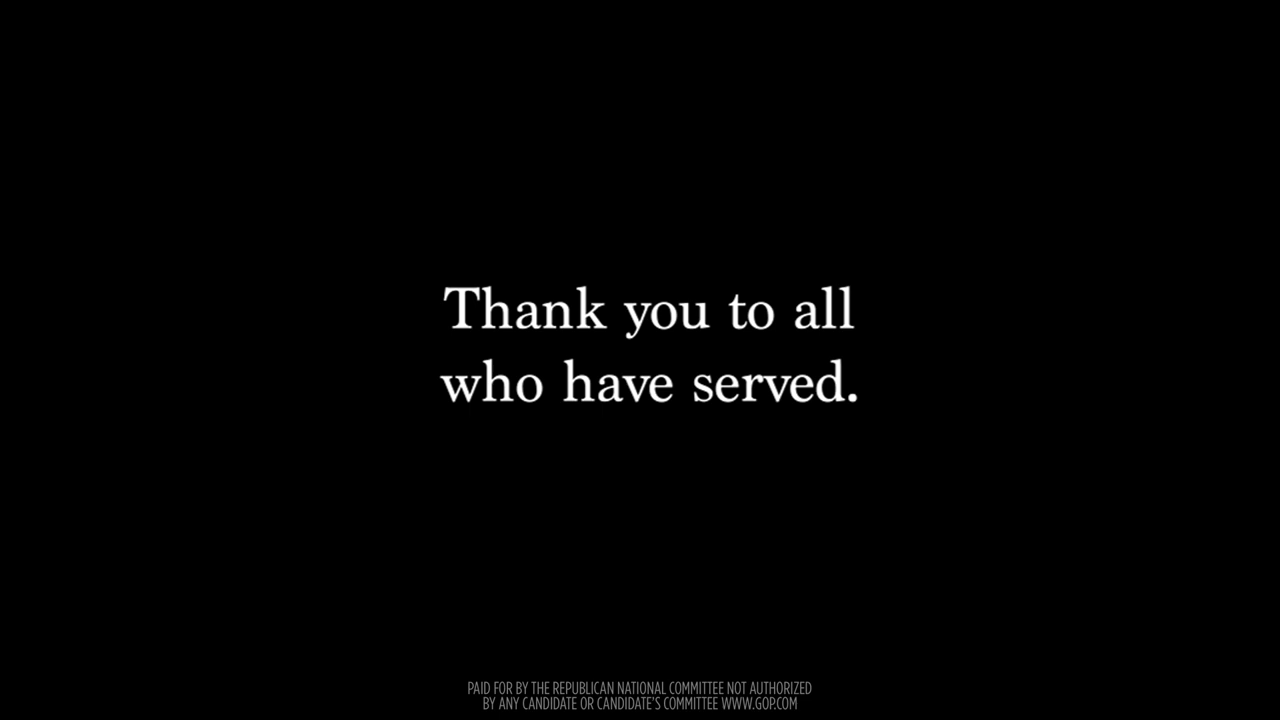 Thank you to all
who have served.
PAID FOR BY THE REPUBLICAN NATIONAL COMMITTEE NOT AUTHORIZED
BY ANY CANDIDATE OR CANDIDATE'S COMMITTEE WWW.GOP.COM